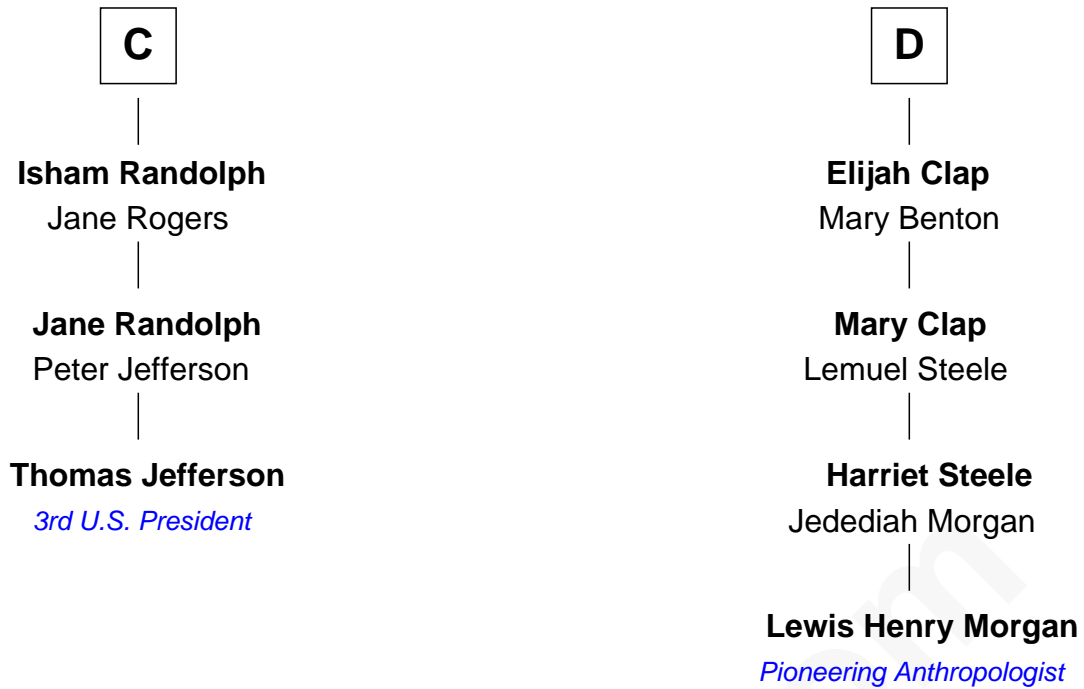 C
Isham Randolph
Jane Rogers
Jane Randolph
Peter Jefferson
Thomas Jefferson
3rd U.S. President
D
Elijah Clap
Mary Benton
Mary Clap
Lemuel Steele
Harriet Steele
Jedediah Morgan
Lewis Henry Morgan
Pioneering Anthropologist